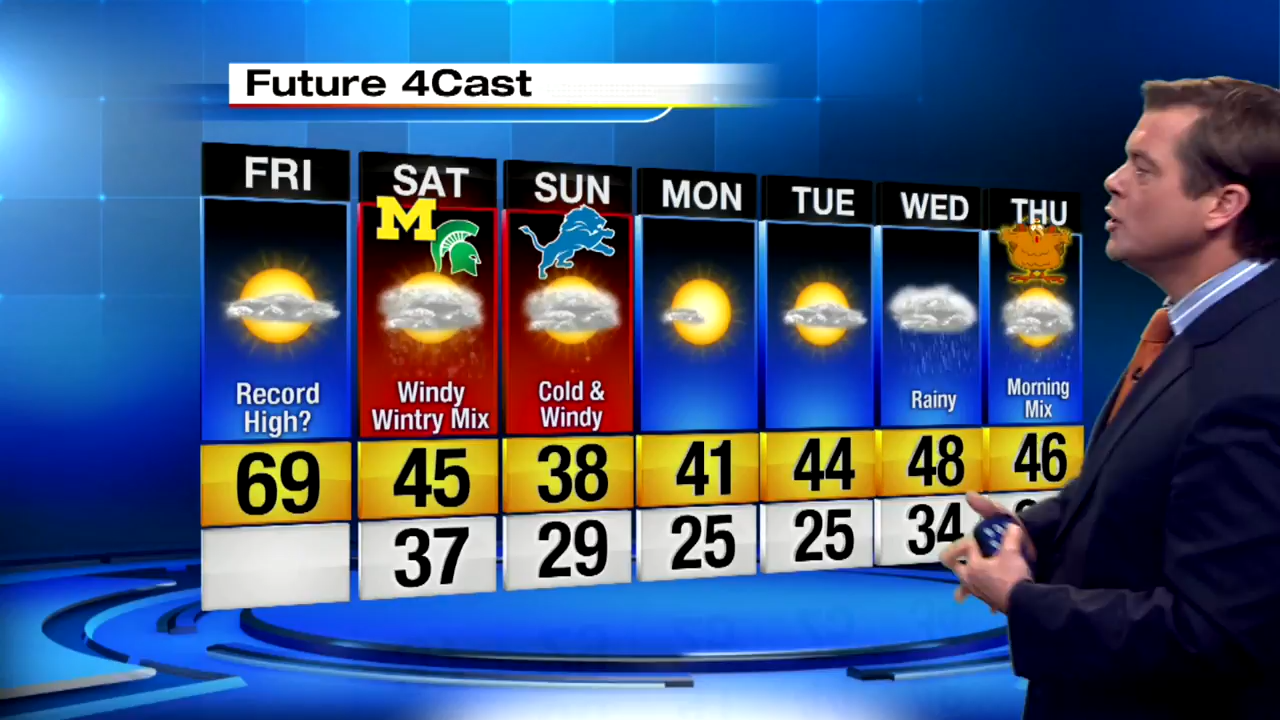 Future 4Cast
FRI
SAT
SUN
MON
TUE
WED
THU
M
Record
High?
Windy
Wintry Mix
Cold &
Windy
Rainy
Morning
Mix
69
45
38
41
44
48
46
37
29
25
25
34